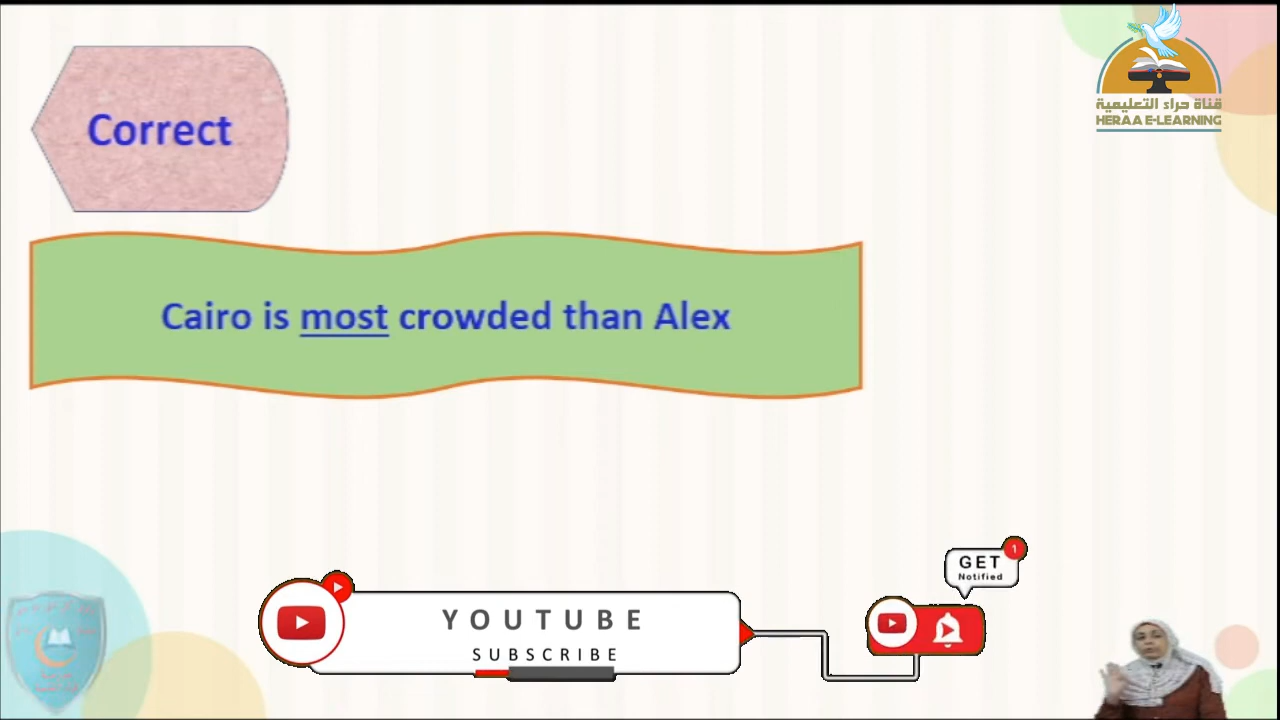 قناة حراء التعليمية
HERAA E-LEARNING
Correct
Cairo is most crowded than Alex
GET
1
Notified
YOUTUBE
SUBSCRIBE